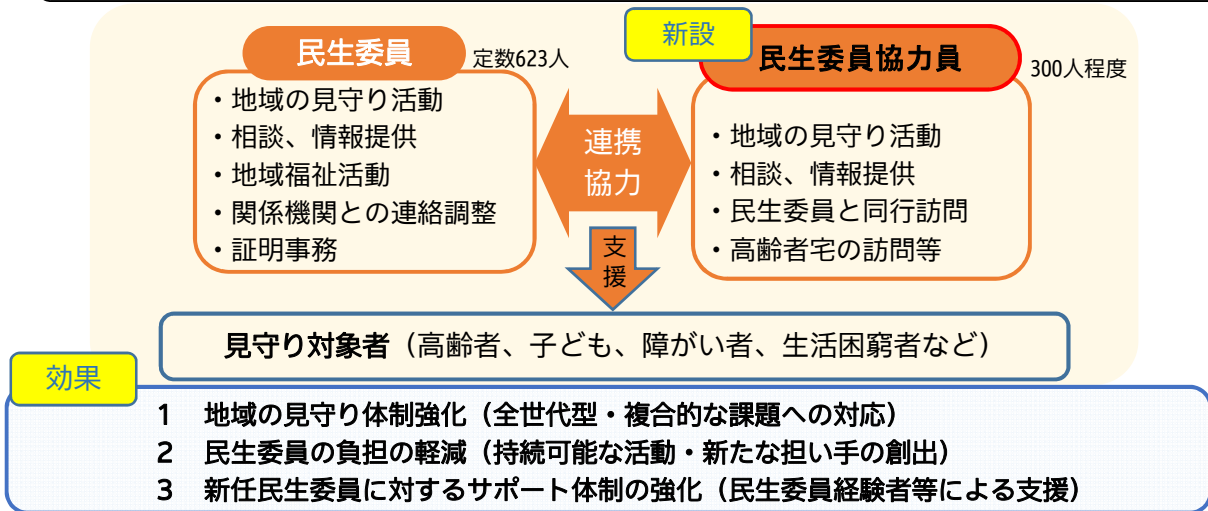 新設
民生委員
定数623人
・地域の見守り活動
・相談、情報提供
・地域福祉活動
・関係機関との連絡調整
・証明事務
連携
協力
民生委員協力員
300人程度
・地域の見守り活動
・相談、情報提供
・民生委員と同行訪問
・高齢者宅の訪問等
支
援
見守り対象者（高齢者、子ども、障がい者、生活困窮者など）
効果
1 地域の見守り体制強化（全世代型・複合的な課題への対応）
2 民生委員の負担の軽減（持続可能な活動・新たな担い手の創出）
3 新任民生委員に対するサポート体制の強化（民生委員経験者等による支援）